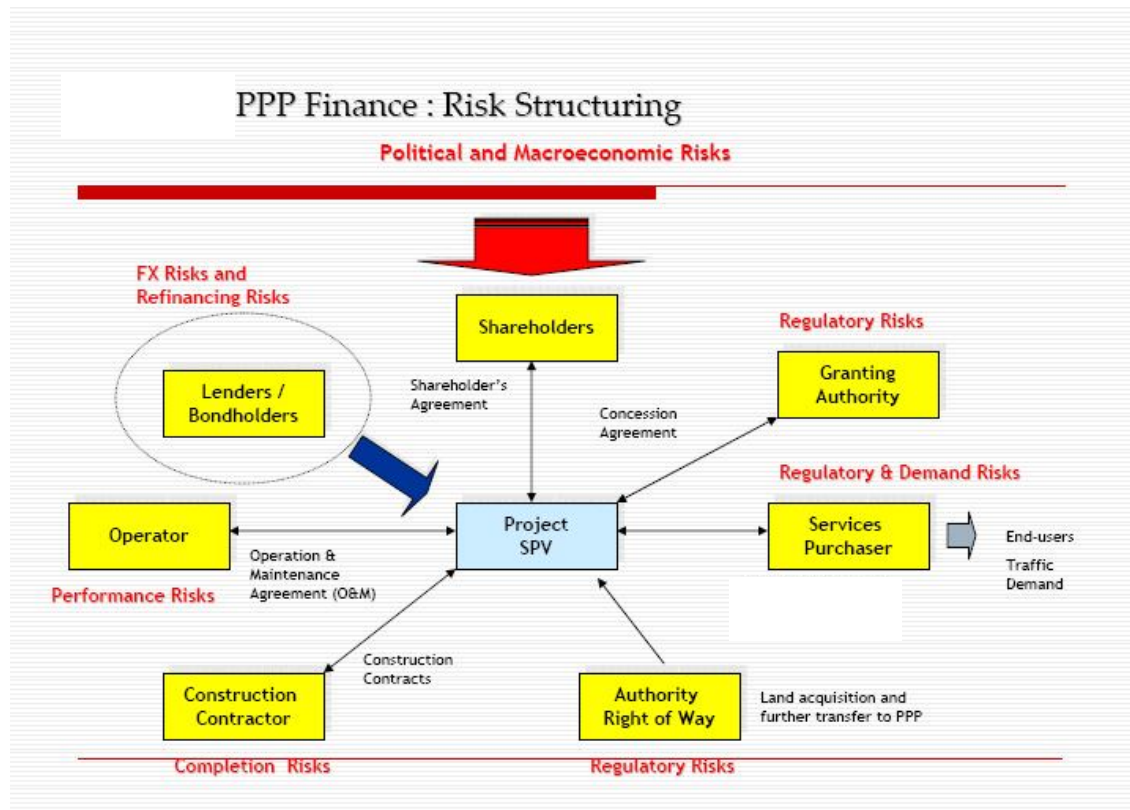 PPP Finance : Risk Structuring
Political and Macroeconomic Risks
FX Risks and
Refinancing Risks
Shareholders
Regulatory Risks
Lenders /
Bondholders
Shareholder's
Agreement
Concession
Agreement
Granting
Authority
Regulatory & Demand Risks
Operator
Project
SPV
Services
Purchaser
End-users
Traffic
Demand
Operation &
Maintenance
Agreement (O&M)
Performance Risks
Construction
Contracts
Construction
Contractor
Authority
Right of Way
Land acquisition and
further transfer to PPP
Completion Risks
Regulatory Risks